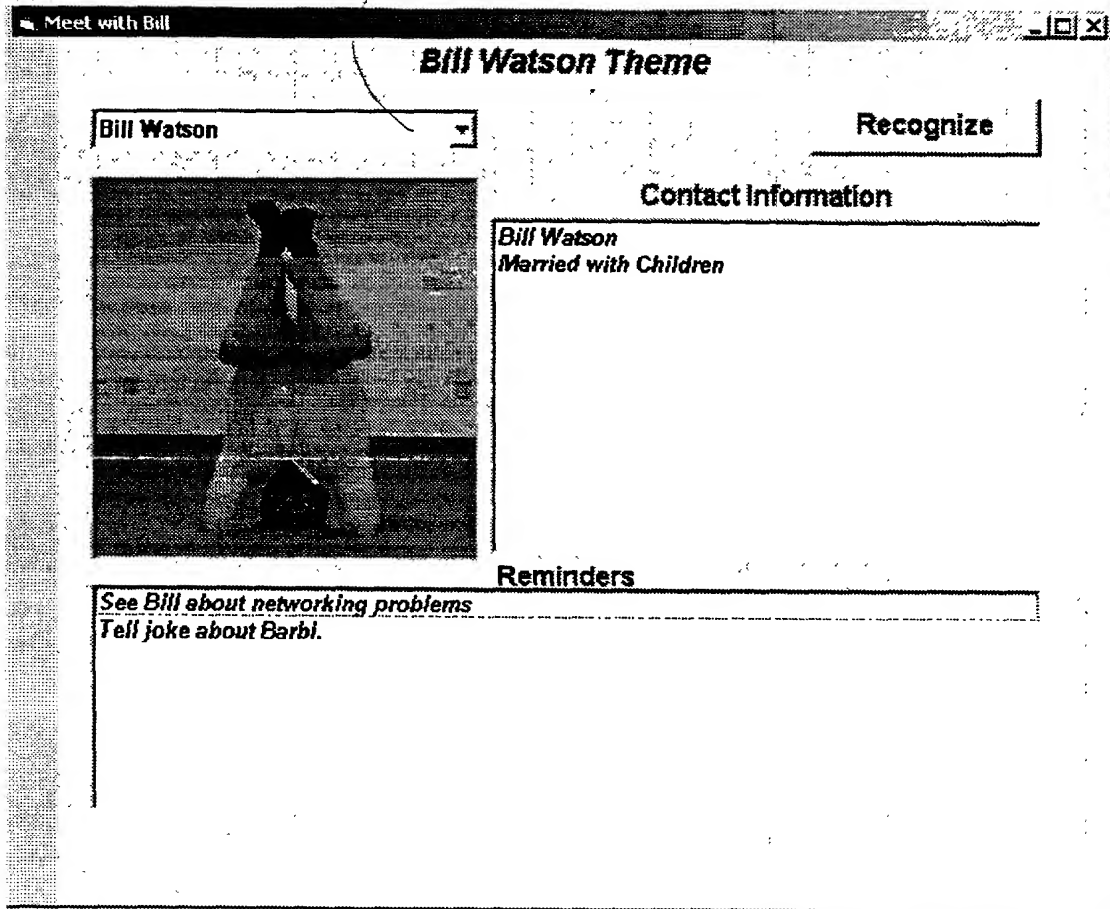 Meet with Bill
Bill Watson Theme
Bill Watson
Recognize
Contact Information
Bill Watson
Married with Children
Reminders
See Bill about networking problems
Tell joke about Barbi.